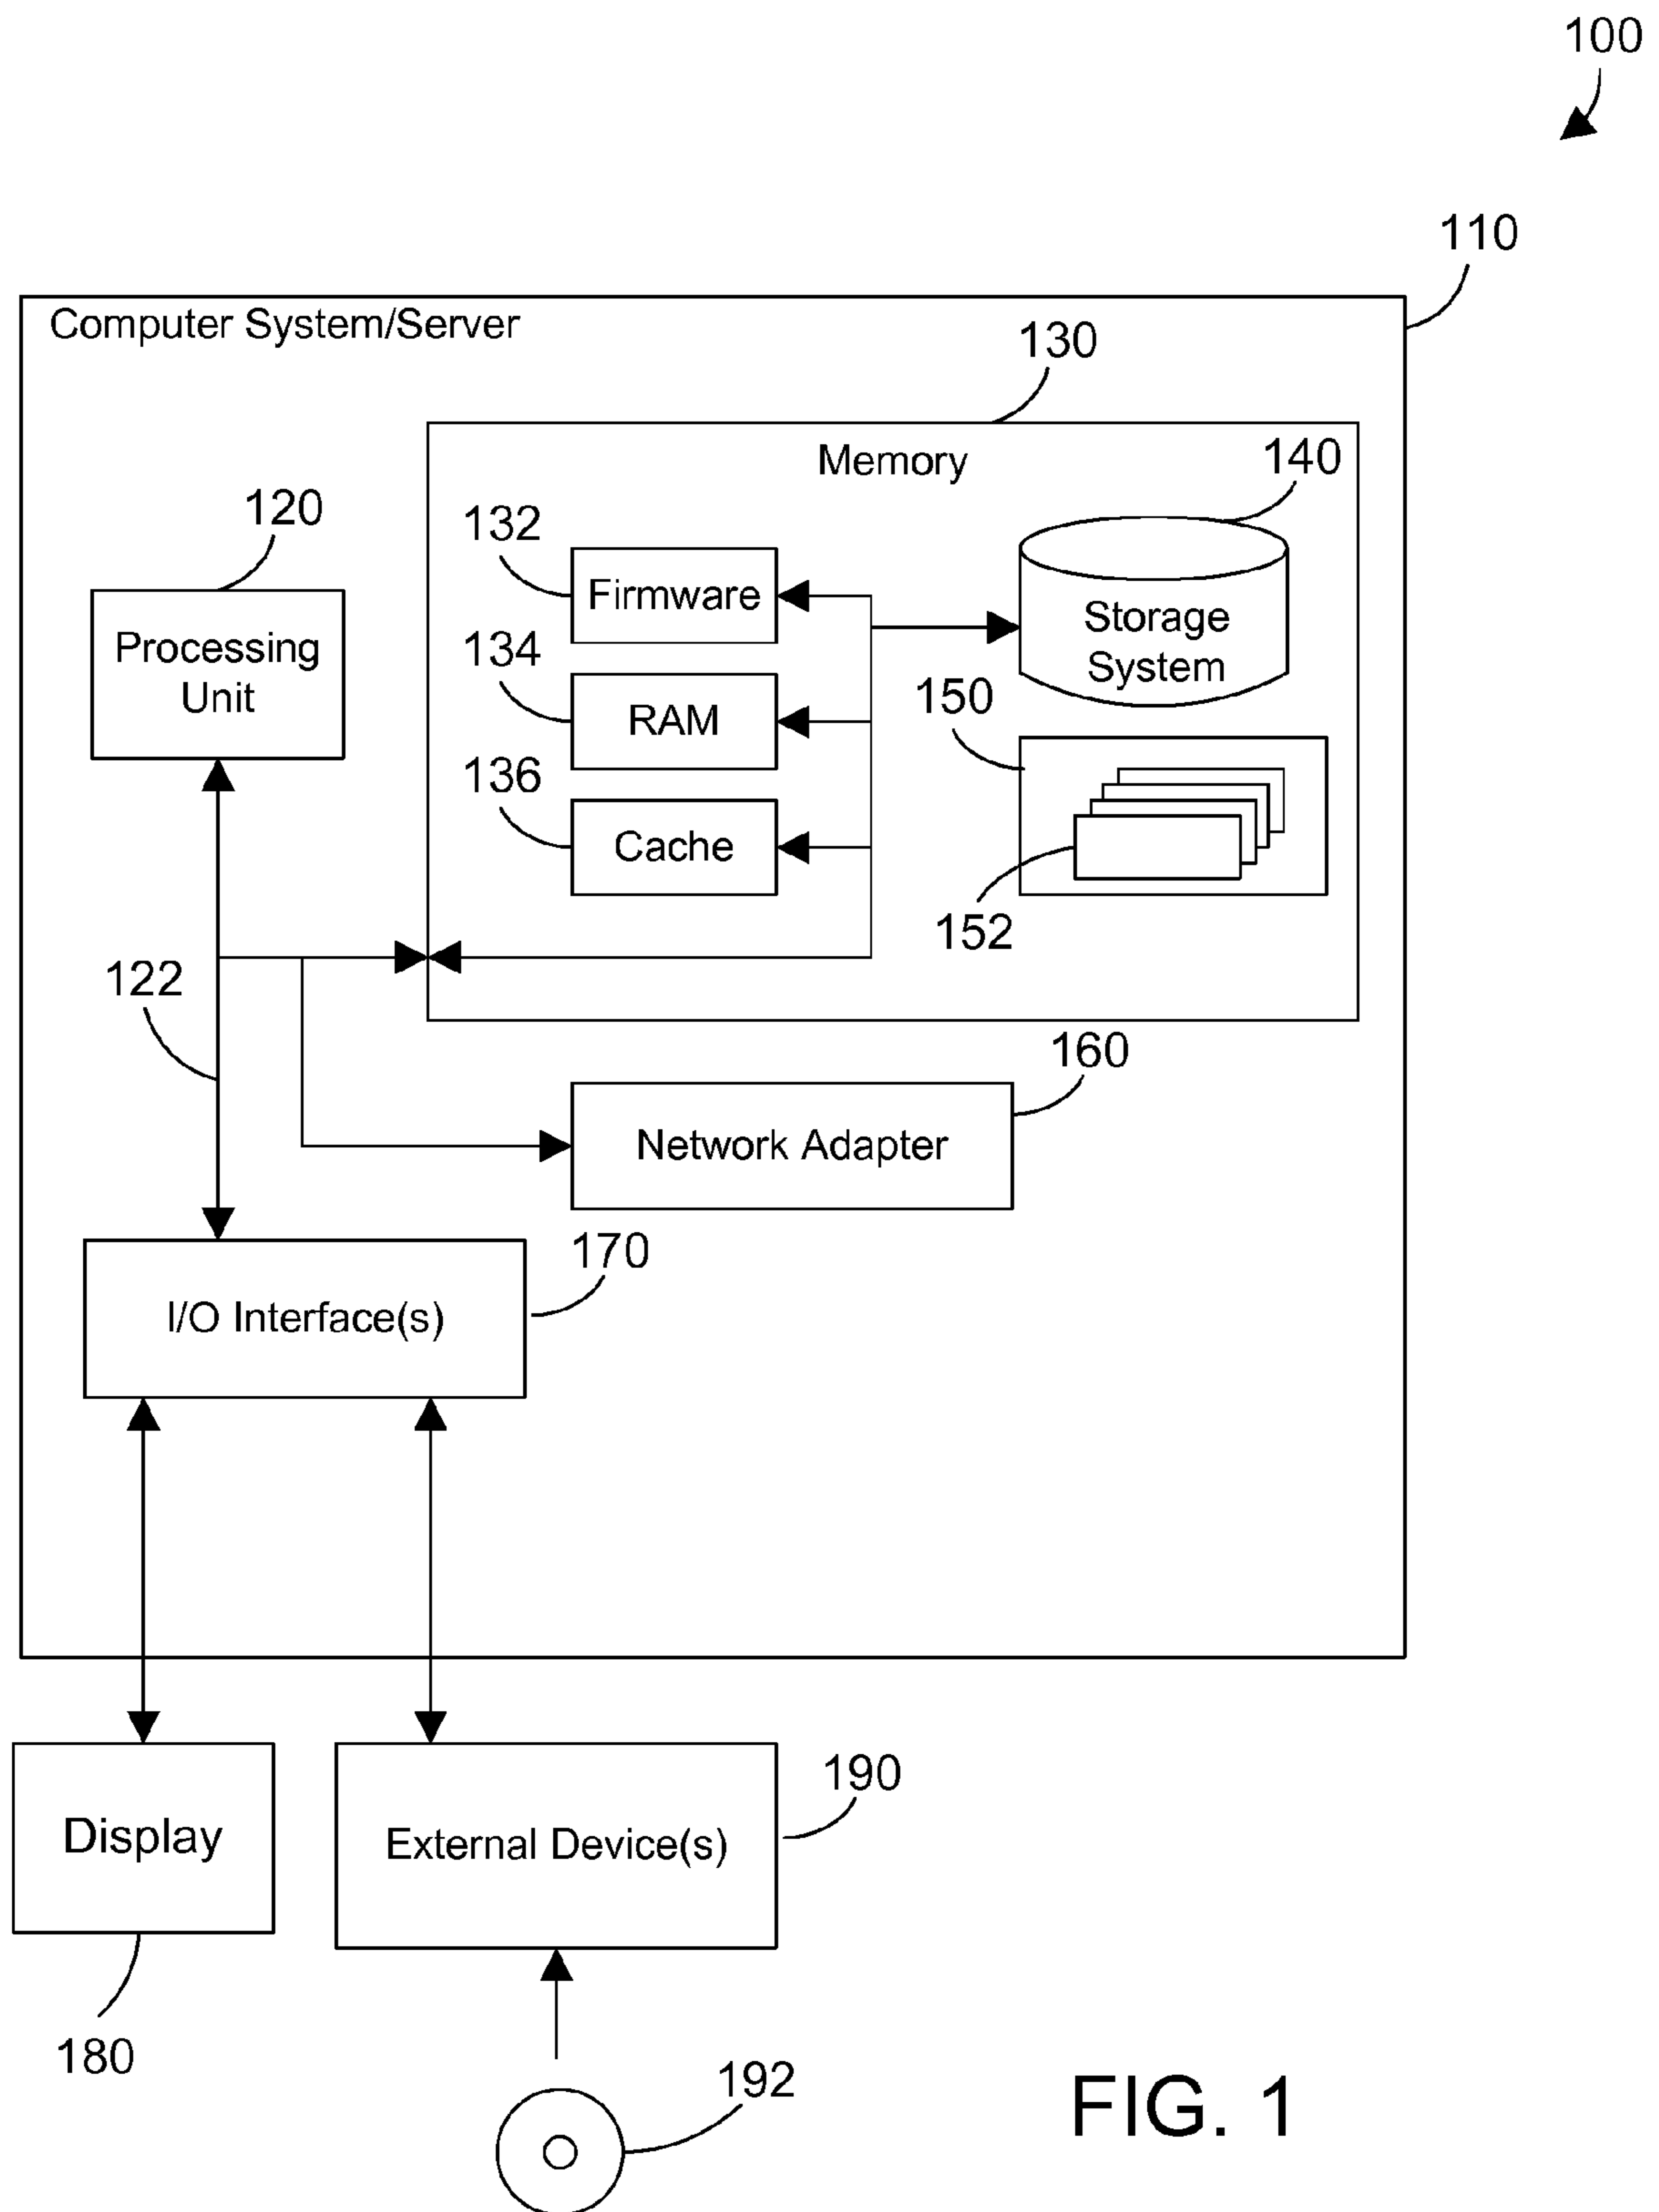 100
110
Computer System/Server
130
Memory
140
120
132
Firmware
Processing
Unit
Storage
System
134
RAM
150
136
Cache
152
122
160
Network Adapter
170
I/O Interface(s)
190
Display
External Device(s)
180
192
FIG. 1